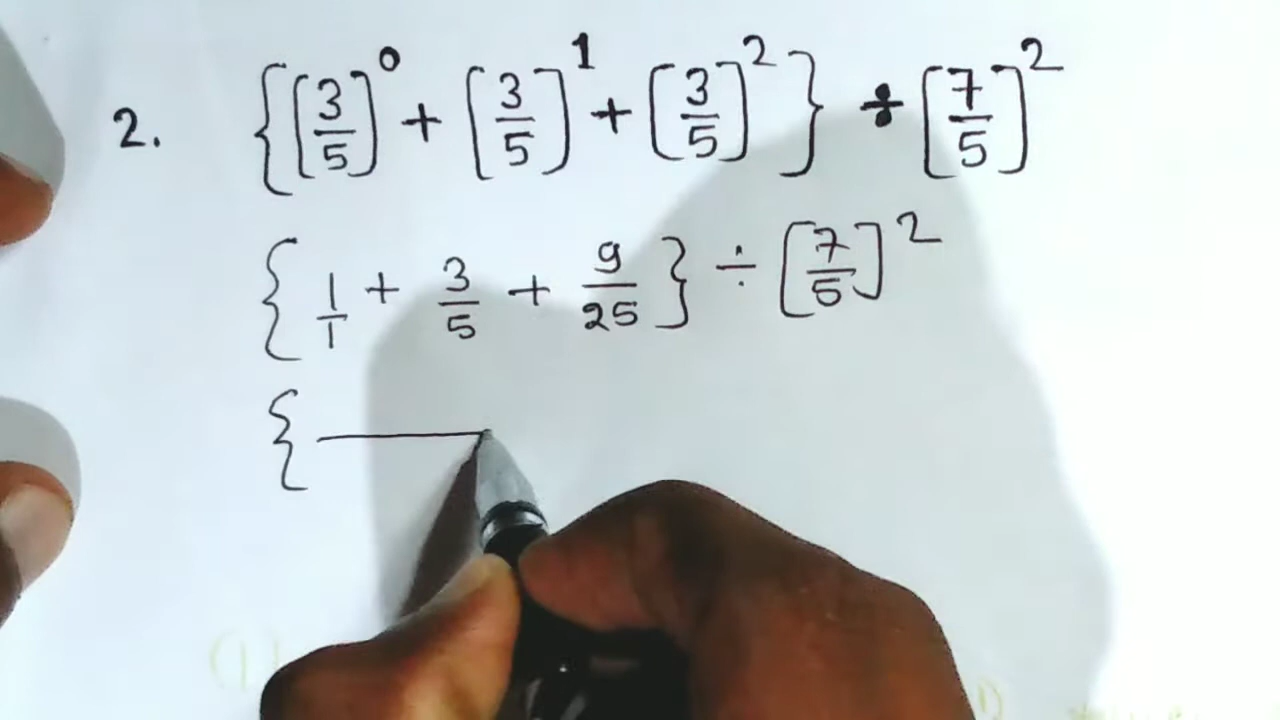 2. {[3/5]^0 + [3/5]^1 + [3/5]^2} ÷ [7/5]^2
{1/1 + 3/5 + 9/25} ÷ [7/5]^2
{